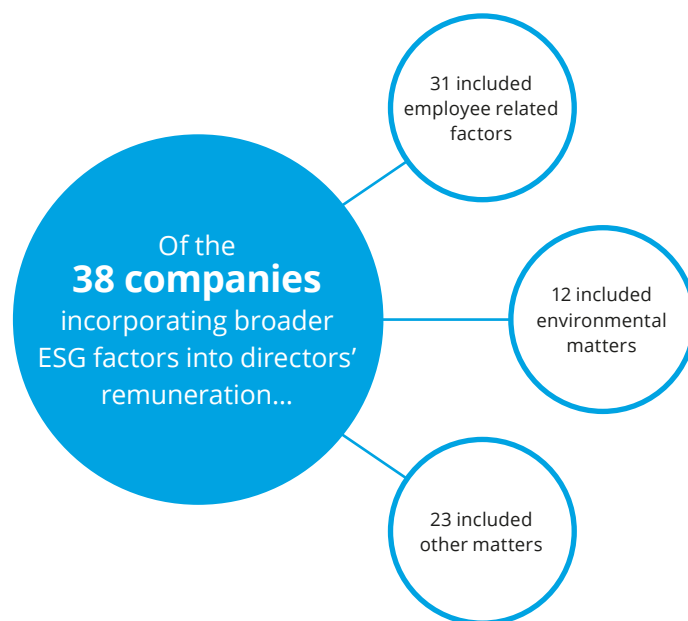 Of the
38 companies
incorporating broader
ESG factors into directors’
remuneration...
31 included
employee related
factors
12 included
environmental
matters
23 included
other matters